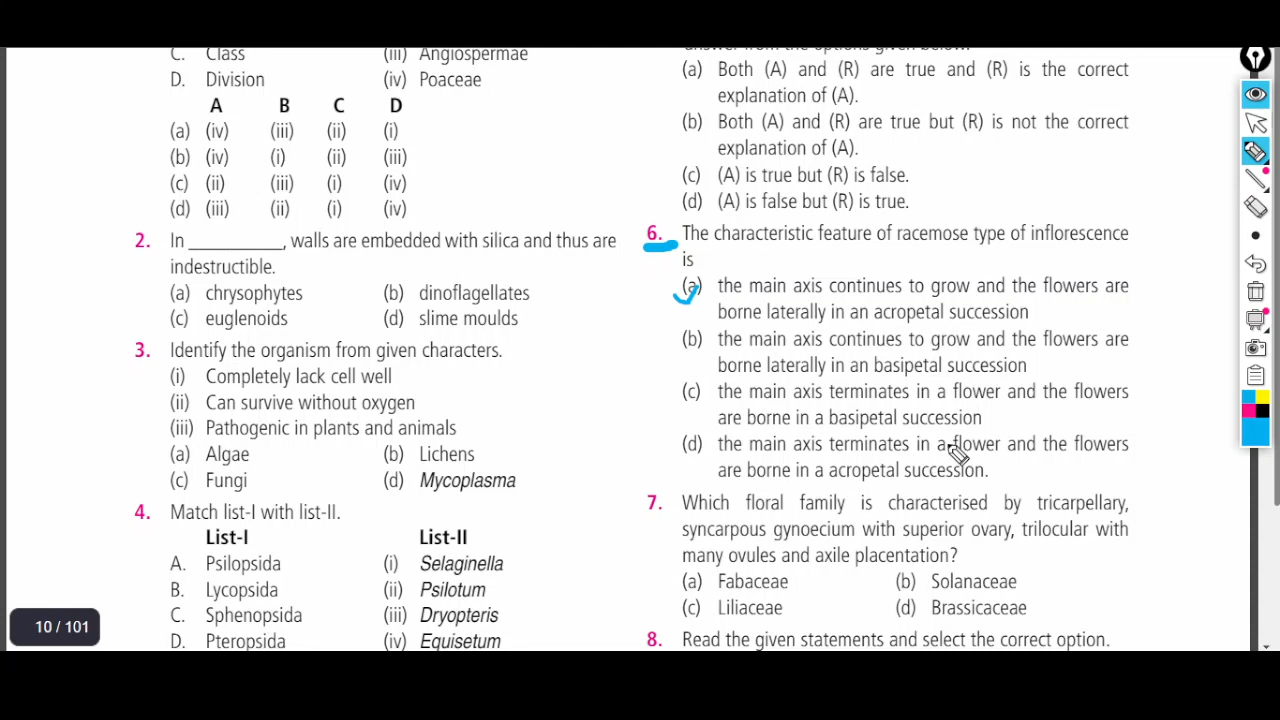 C. Class (iii) Angiospermae
D. Division (iv) Poaceae
A B C D
(a) (iv) (iii) (ii) (i)
(b) (iv) (i) (ii) (iii)
(c) (ii) (iii) (i) (iv)
(d) (iii) (ii) (i) (iv)
2. In __________, walls are embedded with silica and thus are
indestructible.
(a) chrysophytes (b) dinoflagellates
(c) euglenoids (d) slime moulds
3. Identify the organism from given characters.
(i) Completely lack cell well
(ii) Can survive without oxygen
(iii) Pathogenic in plants and animals
(a) Algae (b) Lichens
(c) Fungi (d) Mycoplasma
4. Match list-I with list-II.
List-I List-II
A. Psilopsida (i) Selaginella
B. Lycopsida (ii) Psilotum
C. Sphenopsida (iii) Dryopteris
D. Pteropsida (iv) Equisetum
answer from the options given below.
(a) Both (A) and (R) are true and (R) is the correct
explanation of (A).
(b) Both (A) and (R) are true but (R) is not the correct
explanation of (A).
(c) (A) is true but (R) is false.
(d) (A) is false but (R) is true.
6. The characteristic feature of racemose type of inflorescence
is
(a) the main axis continues to grow and the flowers are
borne laterally in an acropetal succession
(b) the main axis continues to grow and the flowers are
borne laterally in an basipetal succession
(c) the main axis terminates in a flower and the flowers
are borne in a basipetal succession
(d) the main axis terminates in a flower and the flowers
are borne in a acropetal succession.
7. Which floral family is characterised by tricarpellary,
syncarpous gynoecium with superior ovary, trilocular with
many ovules and axile placentation?
(a) Fabaceae (b) Solanaceae
(c) Liliaceae (d) Brassicaceae
8. Read the given statements and select the correct option.
10 / 101